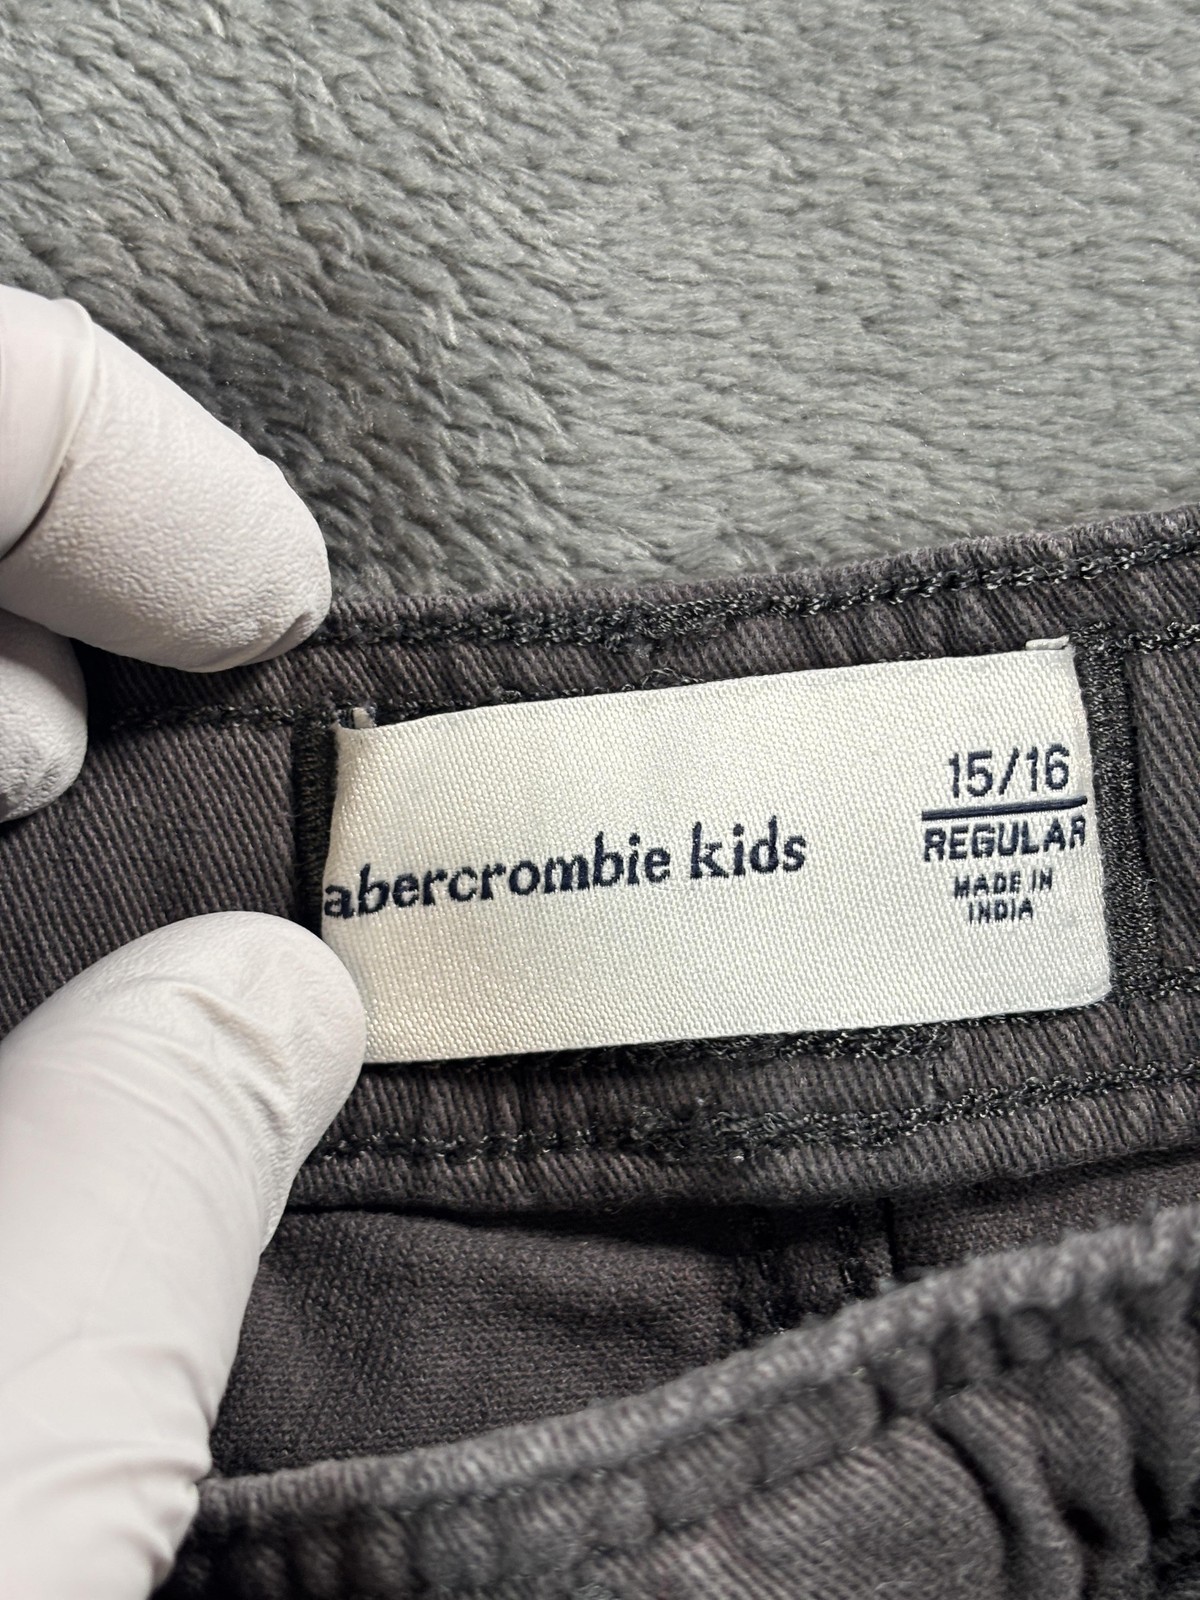 abercrombie kids
15/16
REGULAR
MADE IN
INDIA